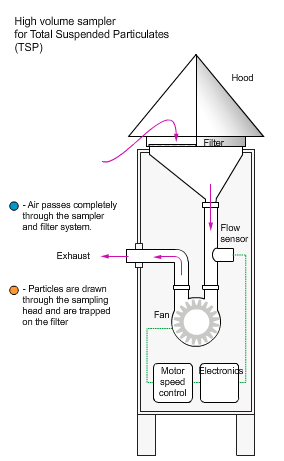 High volume sampler
for Total Suspended Particulates
(TSP)
Hood
Filter
- Air passes completely
through the sampler
and filter system.
Flow
sensor
Exhaust
- Particles are drawn
through the sampling
head and are trapped
on the filter
Fan
Motor
speed
control
Electronics